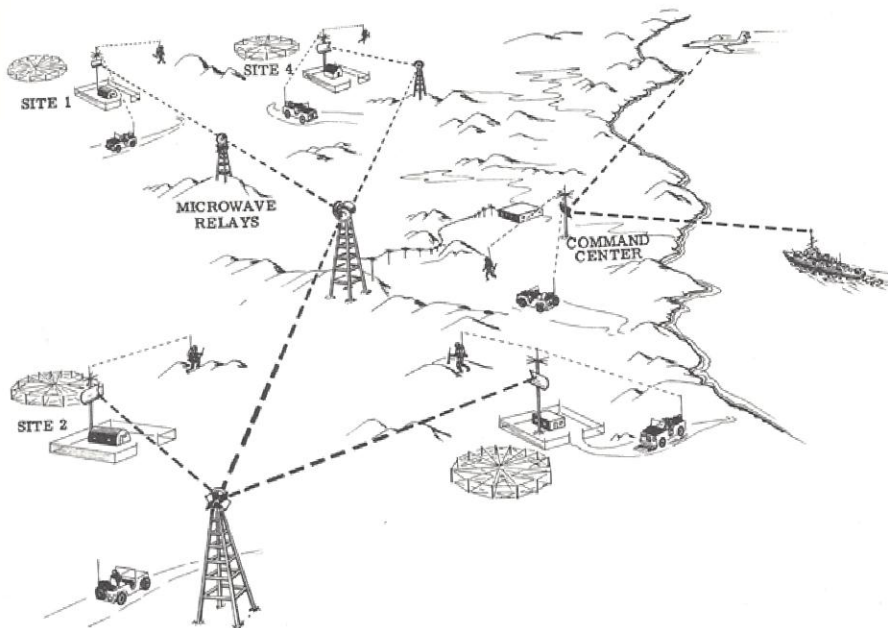 SITE 1
SITE 4
MICROWAVE
RELAYS
COMMAND
CENTER
SITE 2